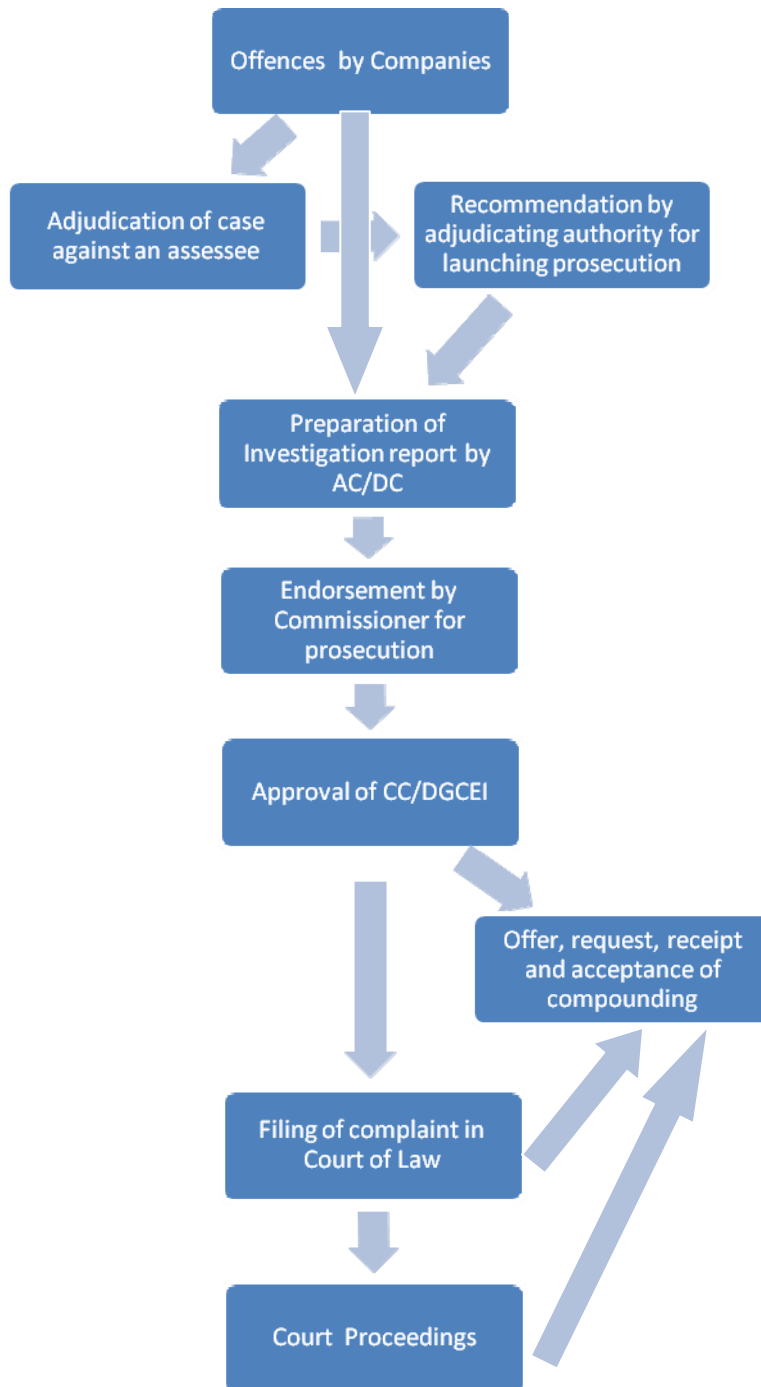 Offences by Companies
Adjudication of case
against an assessee
Recommendation by
adjudicating authority for
launching prosecution
Preparation of
Investigation report by
AC/DC
Endorsement by
Commissioner for
prosecution
Approval of CC/DGCEI
Offer, request, receipt
and acceptance of
compounding
Filing of complaint in
Court of Law
Court Proceedings